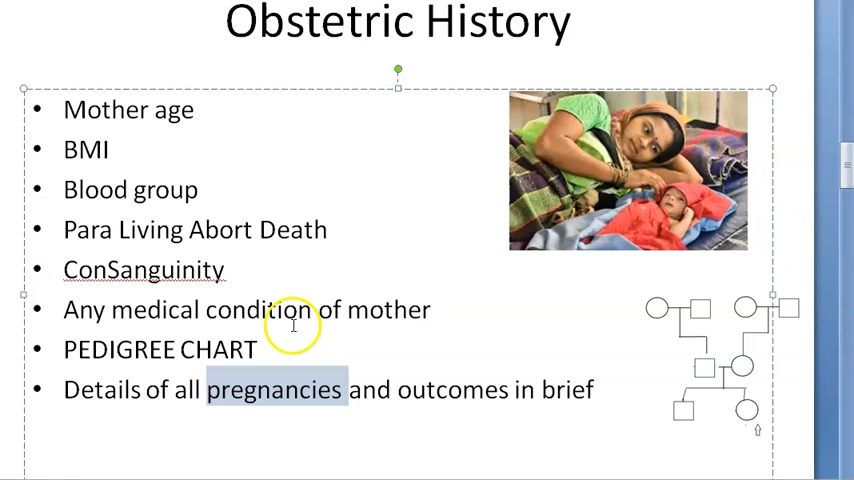 Obstetric History
• Mother age
• BMI
• Blood group
• Para Living Abort Death
• ConSanguinity
• Any medical condition of mother
• PEDIGREE CHART
• Details of all pregnancies and outcomes in brief